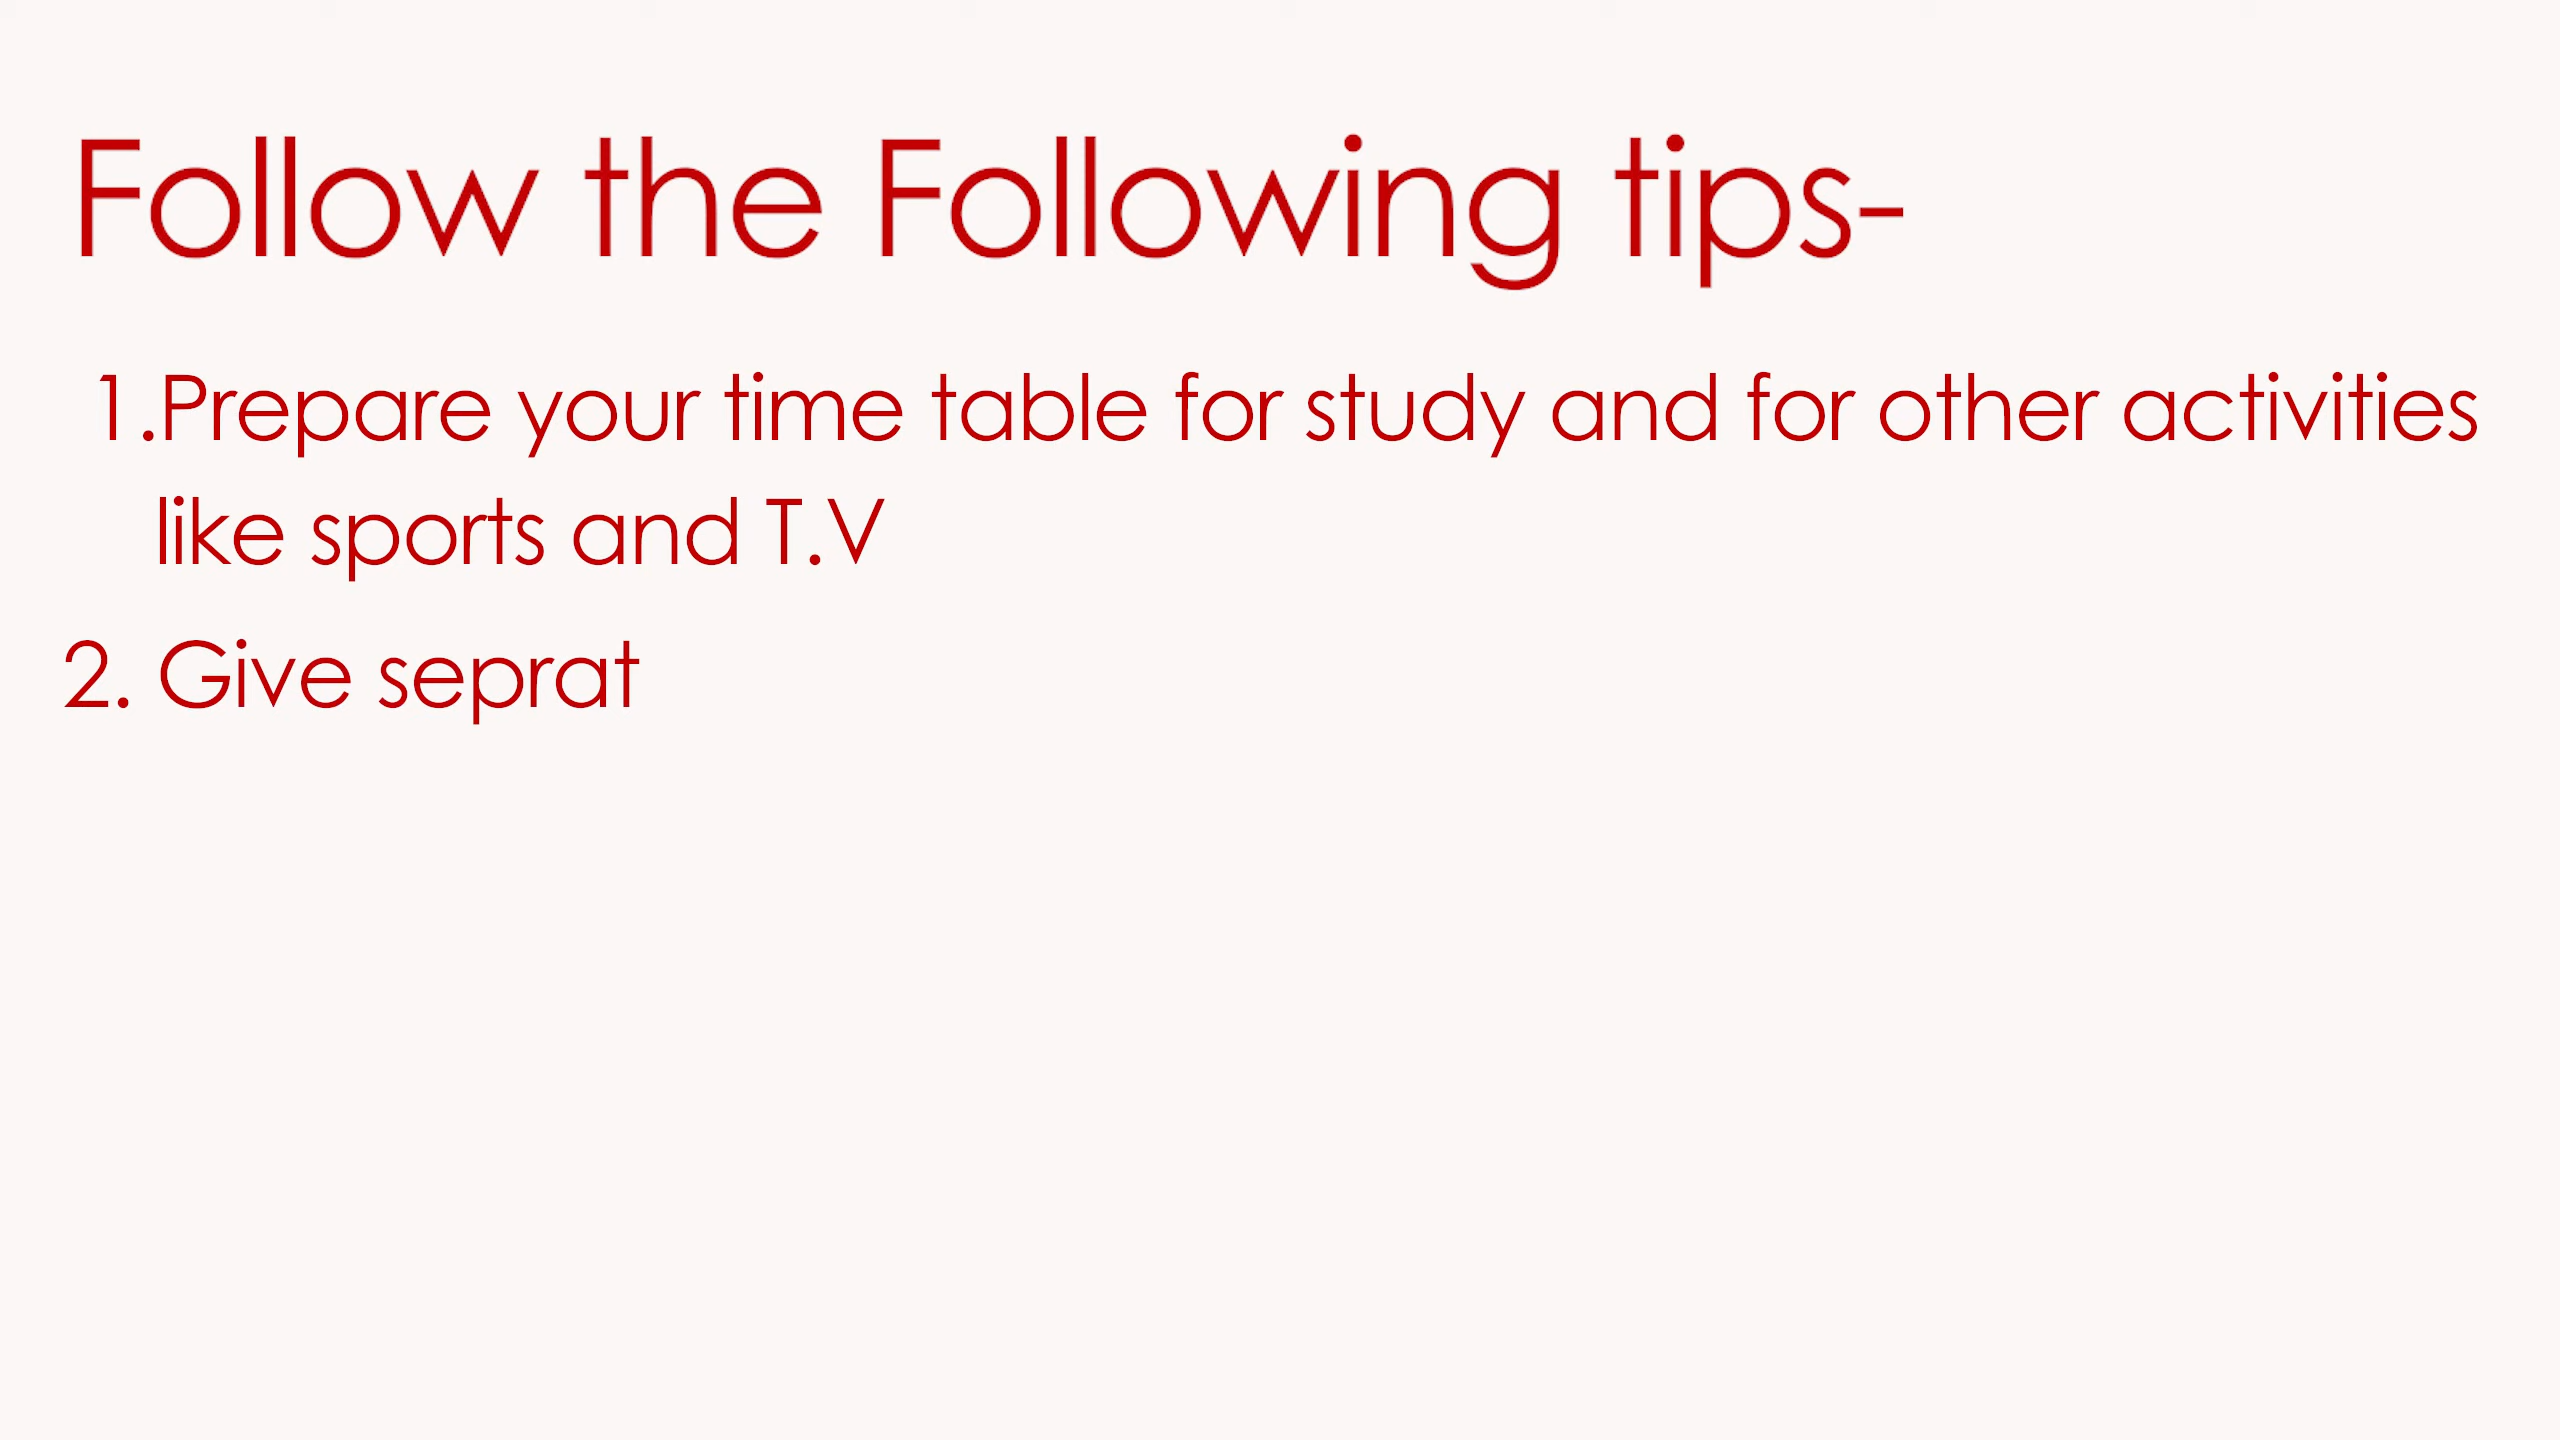 Follow the Following tips-
1.Prepare your time table for study and for other activities
like sports and T.V
2. Give seprat